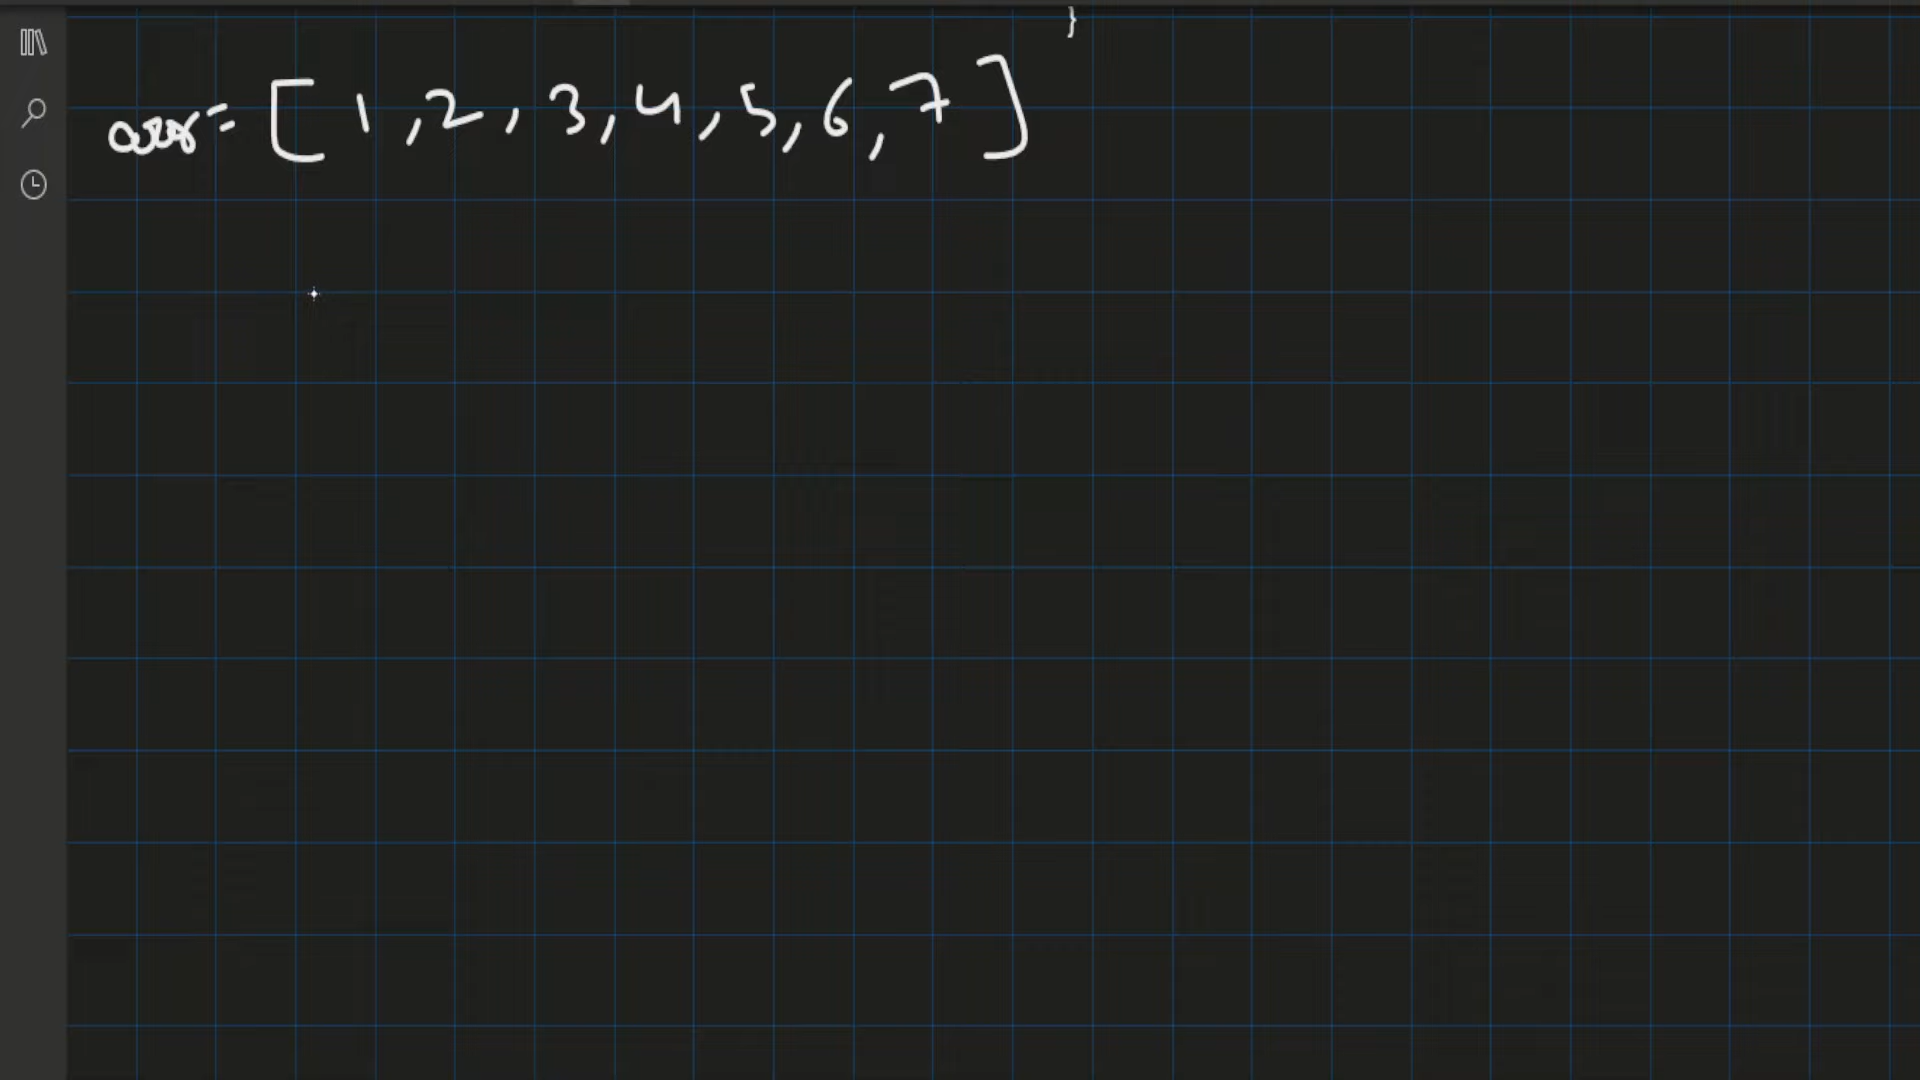 }
arr = [ 1 , 2 , 3 , 4 , 5 , 6 , 7 ]